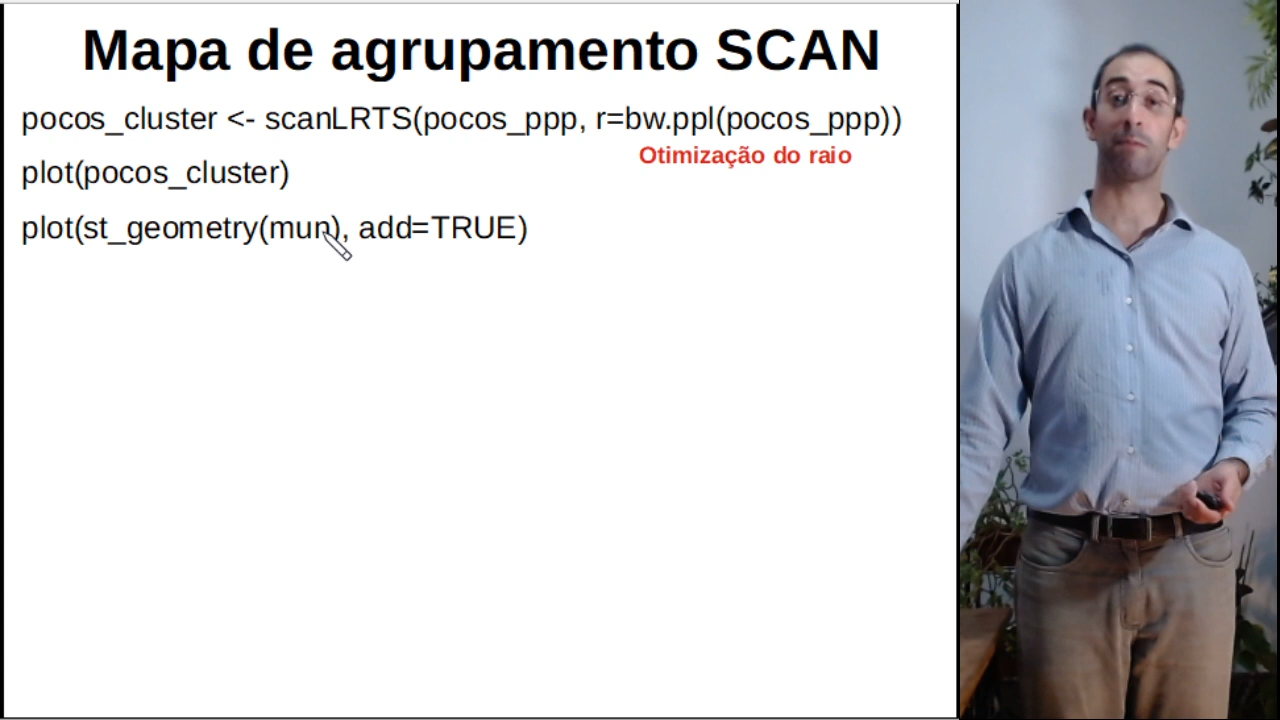 Mapa de agrupamento SCAN
pocos_cluster <- scanLRTS(pocos_ppp, r=bw.ppl(pocos_ppp))
Otimização do raio
plot(pocos_cluster)
plot(st_geometry(mun), add=TRUE)